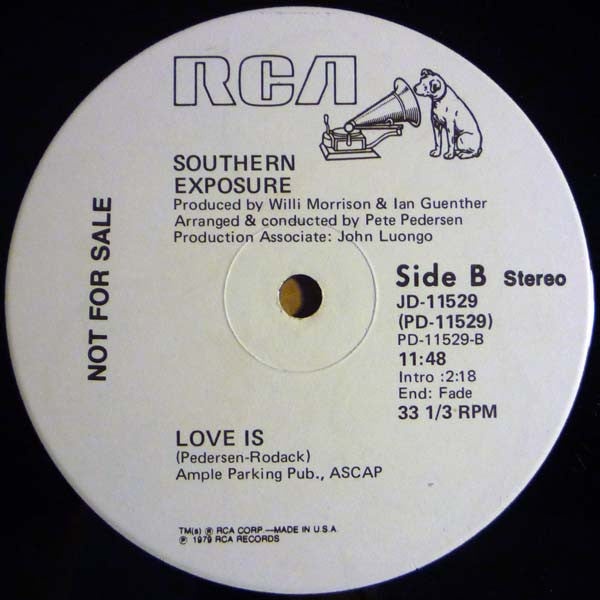 RCA
SOUTHERN
EXPOSURE
Produced by Willi Morrison & Ian Guenther
Arranged & conducted by Pete Pedersen
Production Associate: John Luongo
NOT FOR SALE
Side B Stereo
JD-11529
(PD-11529)
PD-11529-B
11:48
Intro :2:18
End: Fade
33 1/3 RPM
LOVE IS
(Pedersen-Rodack)
Ample Parking Pub., ASCAP
TM(s) ® RCA CORP.—MADE IN U.S.A
℗ 1979 RCA RECORDS